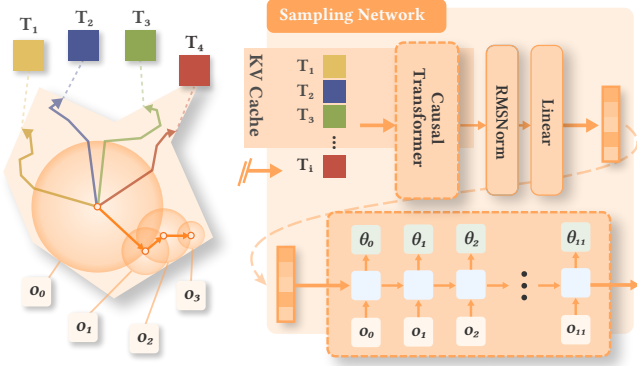 T₁
T₂
T₃
T₄
o₀
o₁
o₂
o₃
Sampling Network
KV Cache
T₁
T₂
T₃
...
Tᵢ
Causal
Transformer
RMSNorm
Linear
θ₀
θ₁
θ₂
θ₁₁
o₀
o₁
o₂
o₁₁